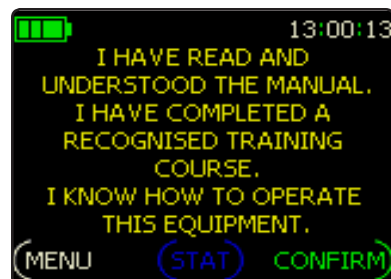 13:00:13
I HAVE READ AND
UNDERSTOOD THE MANUAL.
I HAVE COMPLETED A
RECOGNISED TRAINING
COURSE.
I KNOW HOW TO OPERATE
THIS EQUIPMENT.
MENU STAT CONFIRM